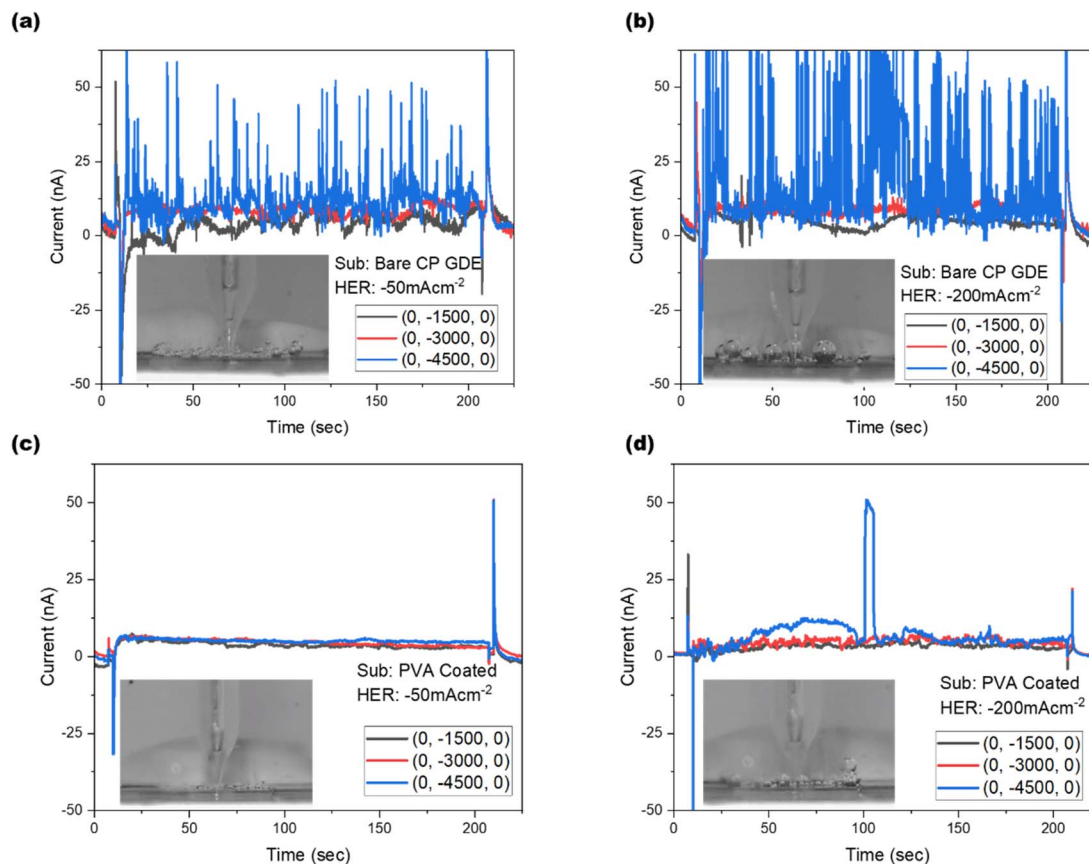 (a)
50
25
0
-25
-50
Current (nA)
Sub: Bare CP GDE
HER: -50mAcm⁻²
(0, -1500, 0)
(0, -3000, 0)
(0, -4500, 0)
0 50 100 150 200
Time (sec)
(b)
50
25
0
-25
-50
Current (nA)
Sub: Bare CP GDE
HER: -200mAcm⁻²
(0, -1500, 0)
(0, -3000, 0)
(0, -4500, 0)
0 50 100 150 200
Time (sec)
(c)
50
25
0
-25
-50
Current (nA)
Sub: PVA Coated
HER: -50mAcm⁻²
(0, -1500, 0)
(0, -3000, 0)
(0, -4500, 0)
0 50 100 150 200
Time (sec)
(d)
50
25
0
-25
-50
Current (nA)
Sub: PVA Coated
HER: -200mAcm⁻²
(0, -1500, 0)
(0, -3000, 0)
(0, -4500, 0)
0 50 100 150 200
Time (sec)